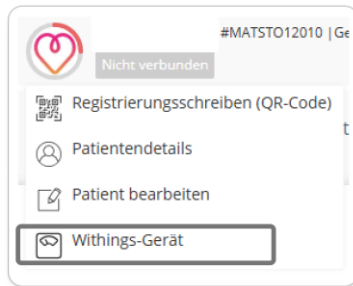 #MATSTO12010 | Ge
Nicht verbunden
Registrierungsschreiben (QR-Code)
Patientendetails
Patient bearbeiten
Withings-Gerät